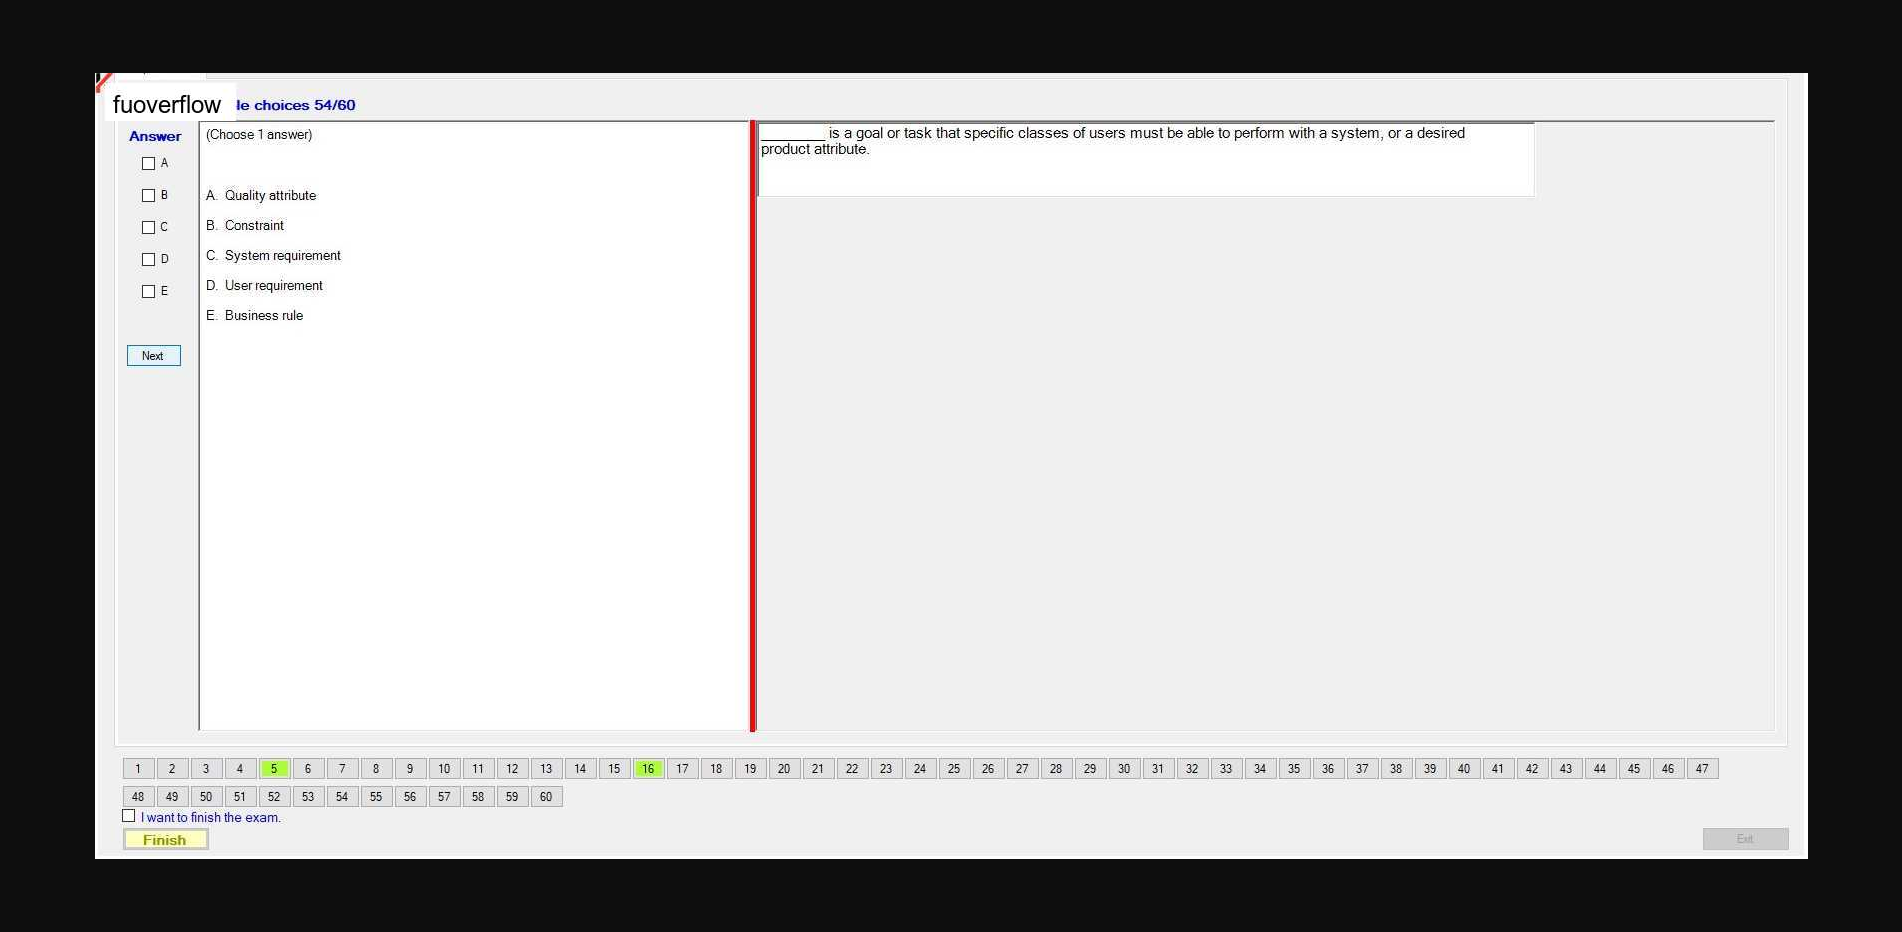 fuoverflow
le choices 54/60
Answer
(Choose 1 answer)
A
B
C
D
E
A. Quality attribute
B. Constraint
C. System requirement
D. User requirement
E. Business rule
Next
________ is a goal or task that specific classes of users must be able to perform with a system, or a desired
product attribute.
1 2 3 4 5 6 7 8 9 10 11 12 13 14 15 16 17 18 19 20 21 22 23 24 25 26 27 28 29 30 31 32 33 34 35 36 37 38 39 40 41 42 43 44 45 46 47
48 49 50 51 52 53 54 55 56 57 58 59 60
I want to finish the exam.
Finish
Exit